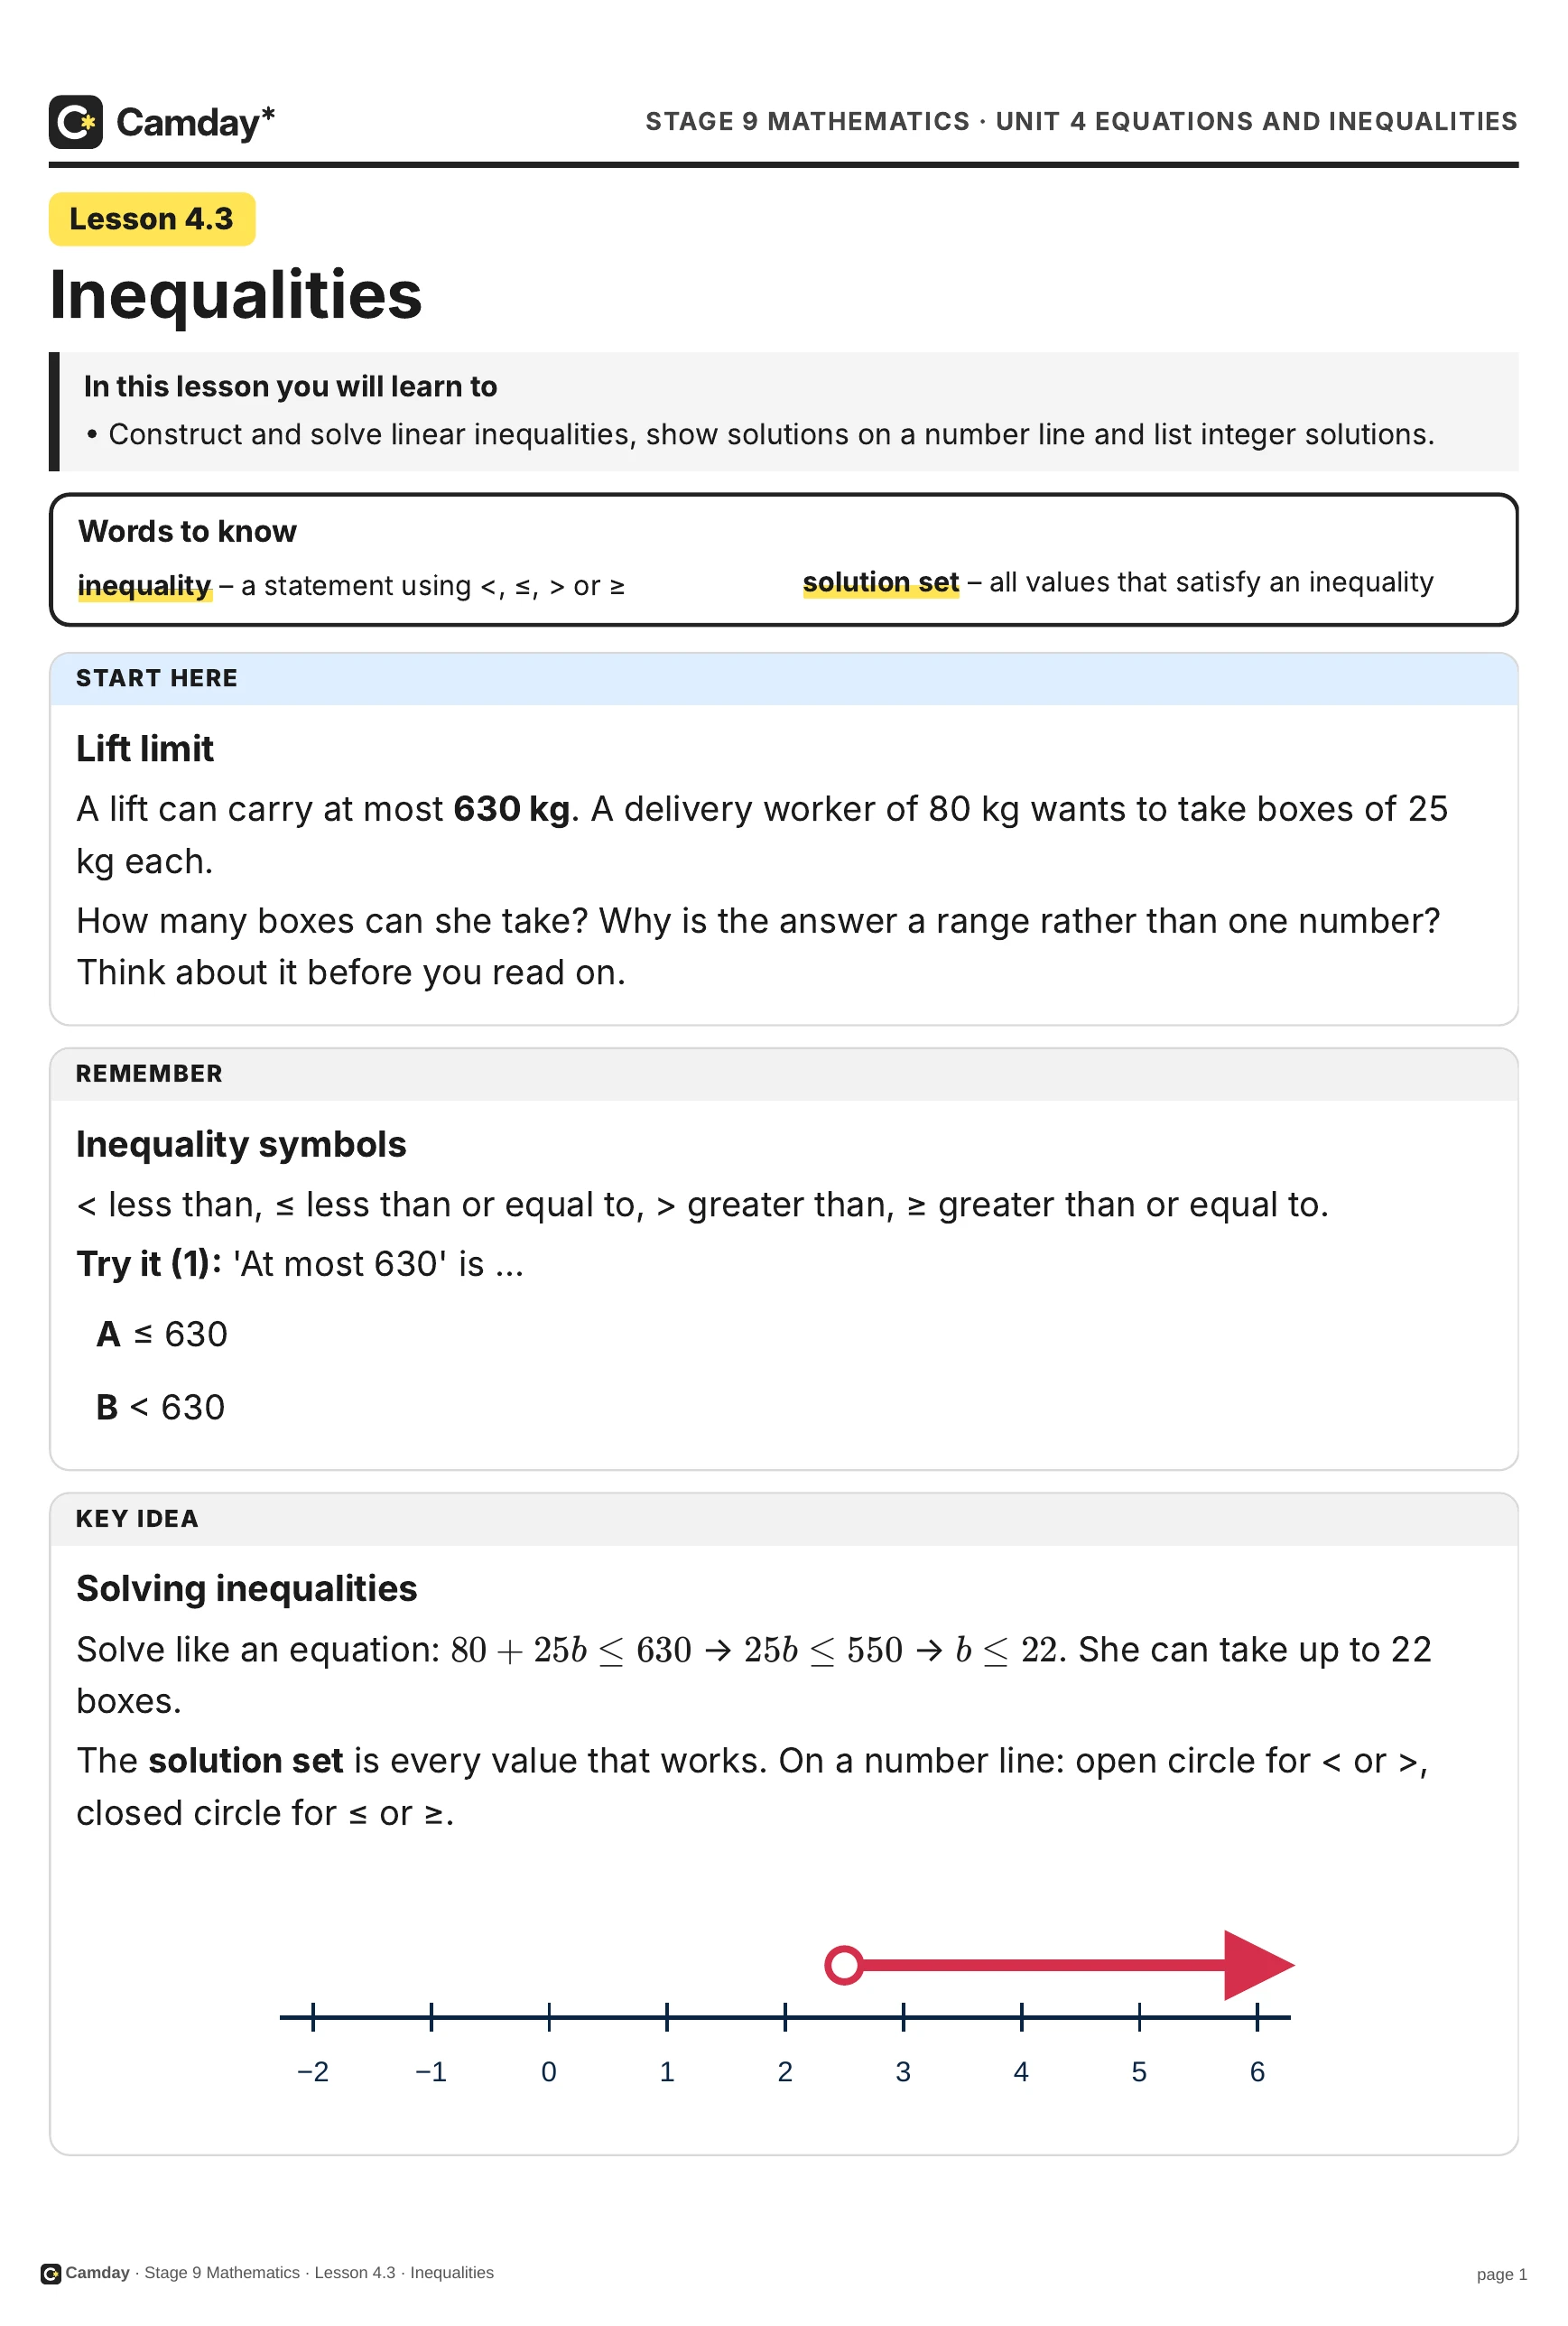 Camday*
STAGE 9 MATHEMATICS · UNIT 4 EQUATIONS AND INEQUALITIES
Lesson 4.3
Inequalities
In this lesson you will learn to
• Construct and solve linear inequalities, show solutions on a number line and list integer solutions.
Words to know
inequality – a statement using <, ≤, > or ≥
solution set – all values that satisfy an inequality
START HERE
Lift limit
A lift can carry at most 630 kg. A delivery worker of 80 kg wants to take boxes of 25
kg each.
How many boxes can she take? Why is the answer a range rather than one number?
Think about it before you read on.
REMEMBER
Inequality symbols
< less than, ≤ less than or equal to, > greater than, ≥ greater than or equal to.
Try it (1): 'At most 630' is ...
A ≤ 630
B < 630
KEY IDEA
Solving inequalities
Solve like an equation: 80 + 25b ≤ 630 → 25b ≤ 550 → b ≤ 22. She can take up to 22
boxes.
The solution set is every value that works. On a number line: open circle for < or >,
closed circle for ≤ or ≥.
−2 −1 0 1 2 3 4 5 6
Camday · Stage 9 Mathematics · Lesson 4.3 · Inequalities
page 1